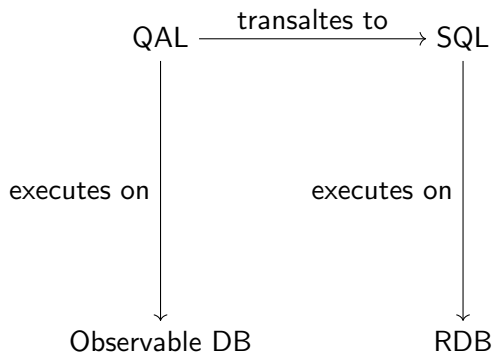 transaltes to
QAL
SQL
executes on
executes on
Observable DB
RDB